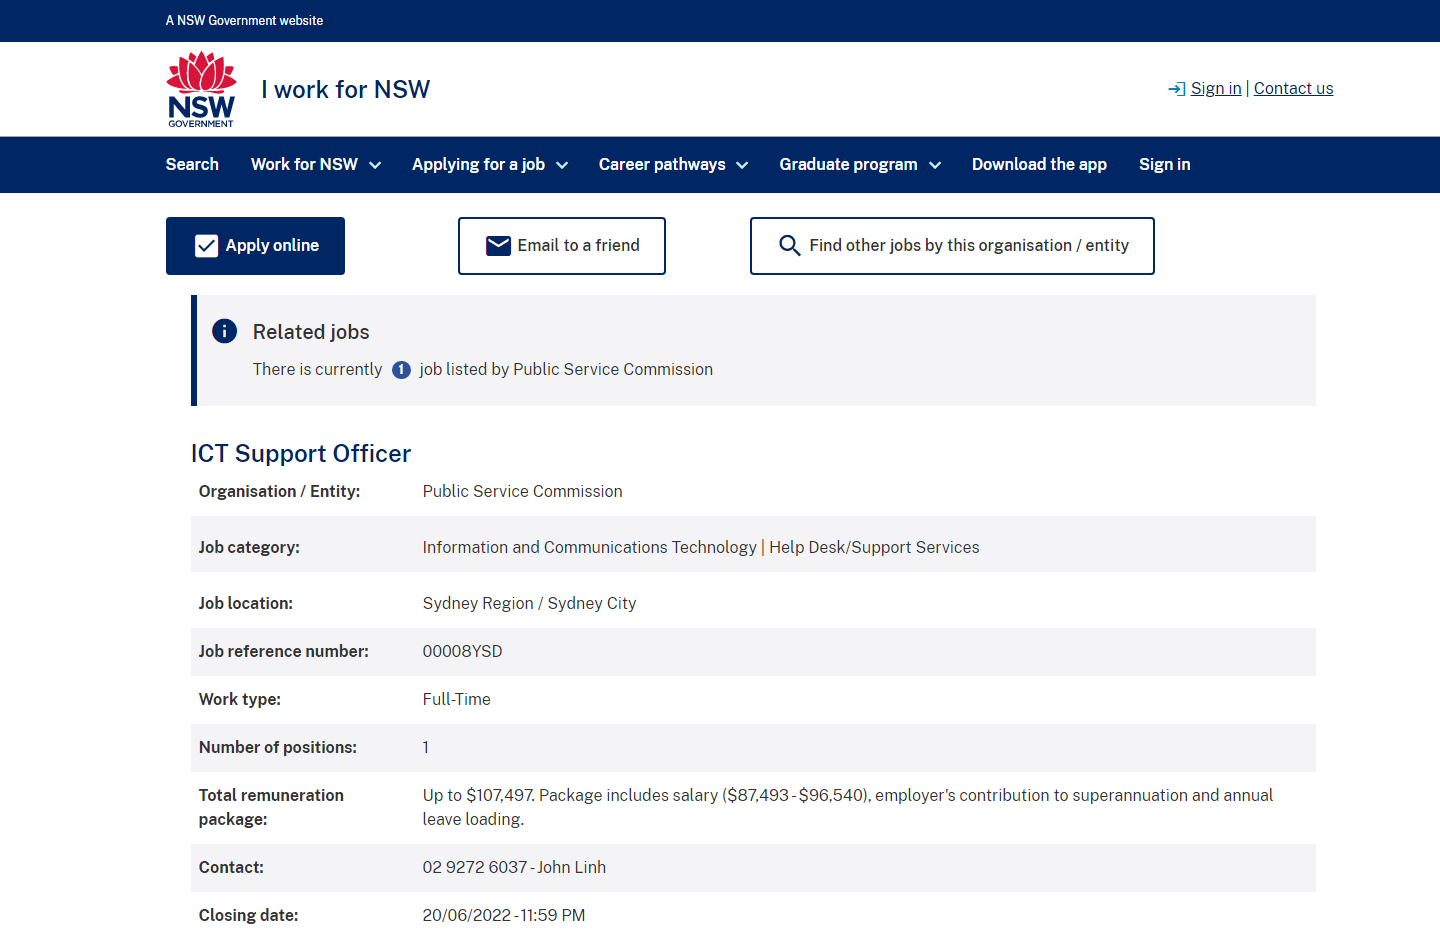 A NSW Government website
NSW
GOVERNMENT
I work for NSW
Sign in | Contact us
Search Work for NSW Applying for a job Career pathways Graduate program Download the app Sign in
Apply online Email to a friend Find other jobs by this organisation / entity
Related jobs
There is currently 1 job listed by Public Service Commission
ICT Support Officer
Organisation / Entity: Public Service Commission
Job category: Information and Communications Technology | Help Desk/Support Services
Job location: Sydney Region / Sydney City
Job reference number: 00008YSD
Work type: Full-Time
Number of positions: 1
Total remuneration package: Up to $107,497. Package includes salary ($87,493 - $96,540), employer's contribution to superannuation and annual
leave loading.
Contact: 02 9272 6037 - John Linh
Closing date: 20/06/2022 - 11:59 PM